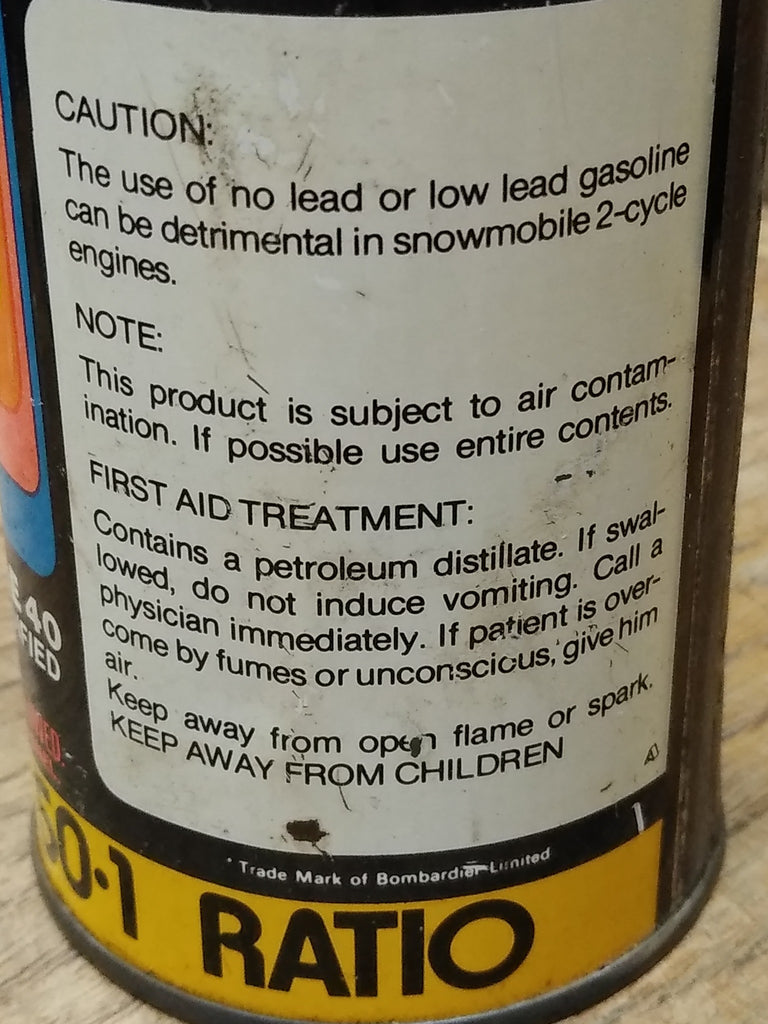 CAUTION:
The use of no lead or low lead gasoline
can be detrimental in snowmobile 2-cycle
engines.
NOTE:
This product is subject to air contam-
ination. If possible use entire contents.
FIRST AID TREATMENT:
Contains a petroleum distillate. If swal-
lowed, do not induce vomiting. Call a
physician immediately. If patient is over-
come by fumes or unconscious, give him
air.
Keep away from open flame or spark.
KEEP AWAY FROM CHILDREN
* Trade Mark of Bombardier Limited
50·1 RATIO
40